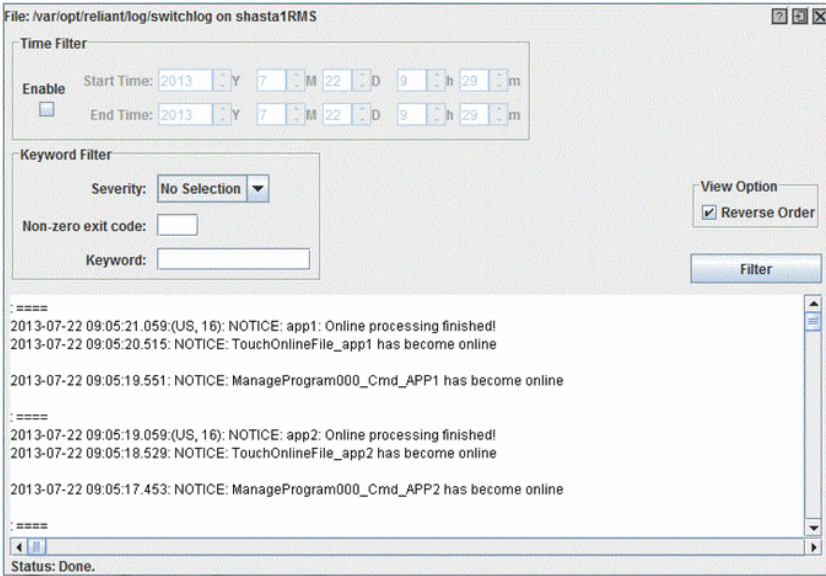 File: /var/opt/reliant/log/switchlog on shasta1RMS
Time Filter
Enable
Start Time: 2013 Y 7 M 22 D 9 h 29 m
End Time: 2013 Y 7 M 22 D 9 h 29 m
Keyword Filter
Severity: No Selection
Non-zero exit code:
Keyword:
View Option
Reverse Order
Filter
: ====
2013-07-22 09:05:21.059:(US, 16): NOTICE: app1: Online processing finished!
2013-07-22 09:05:20.515: NOTICE: TouchOnlineFile_app1 has become online
2013-07-22 09:05:19.551: NOTICE: ManageProgram000_Cmd_APP1 has become online
: ====
2013-07-22 09:05:19.059:(US, 16): NOTICE: app2: Online processing finished!
2013-07-22 09:05:18.529: NOTICE: TouchOnlineFile_app2 has become online
2013-07-22 09:05:17.453: NOTICE: ManageProgram000_Cmd_APP2 has become online
: ====
Status: Done.